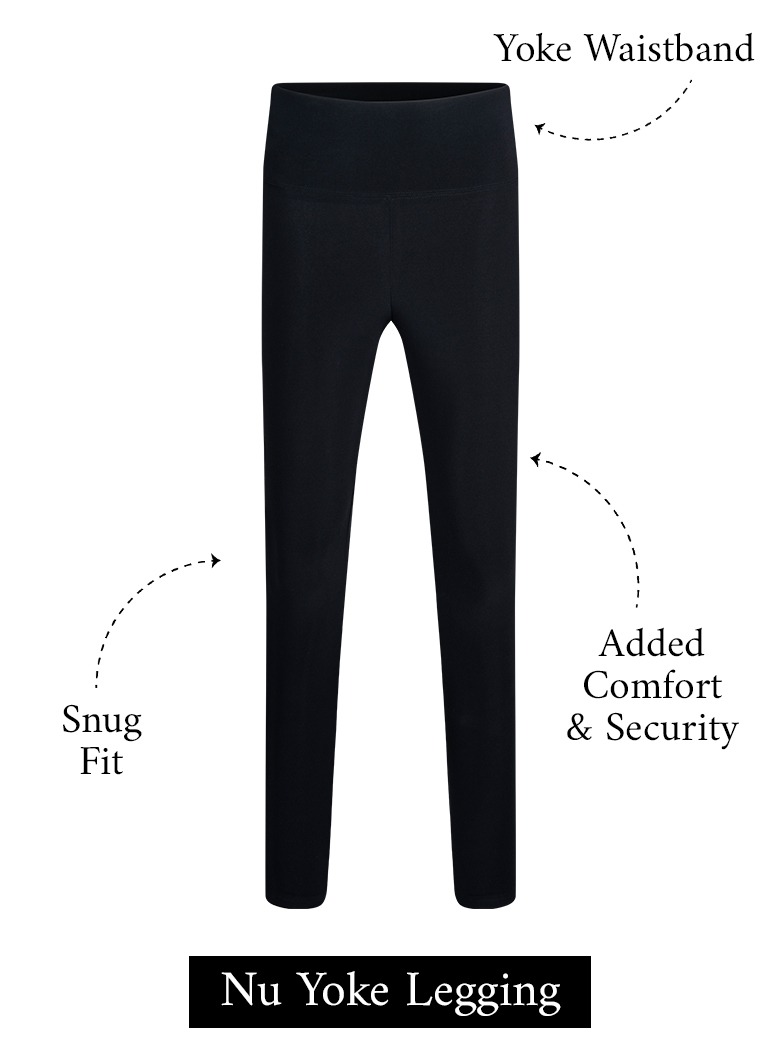 Yoke Waistband
Added
Comfort
& Security
Snug
Fit
Nu Yoke Legging